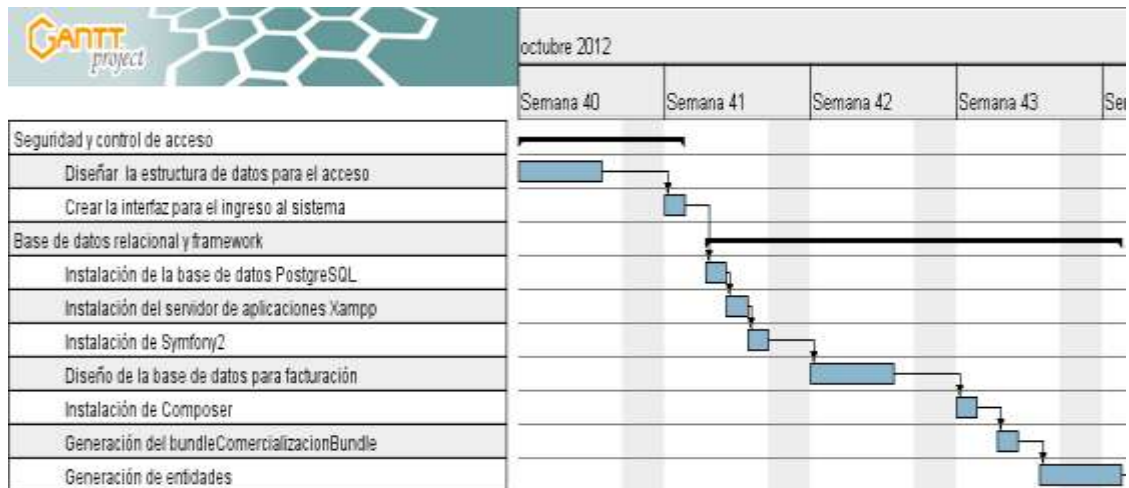 GANTT
project
octubre 2012
Semana 40
Semana 41
Semana 42
Semana 43
Ser
Seguridad y control de acceso
Diseñar la estructura de datos para el acceso
Crear la interfaz para el ingreso al sistema
Base de datos relacional y framework
Instalación de la base de datos PostgreSQL
Instalación del servidor de aplicaciones Xampp
Instalación de Symfony2
Diseño de la base de datos para facturación
Instalación de Composer
Generación del bundleComercializacionBundle
Generación de entidades